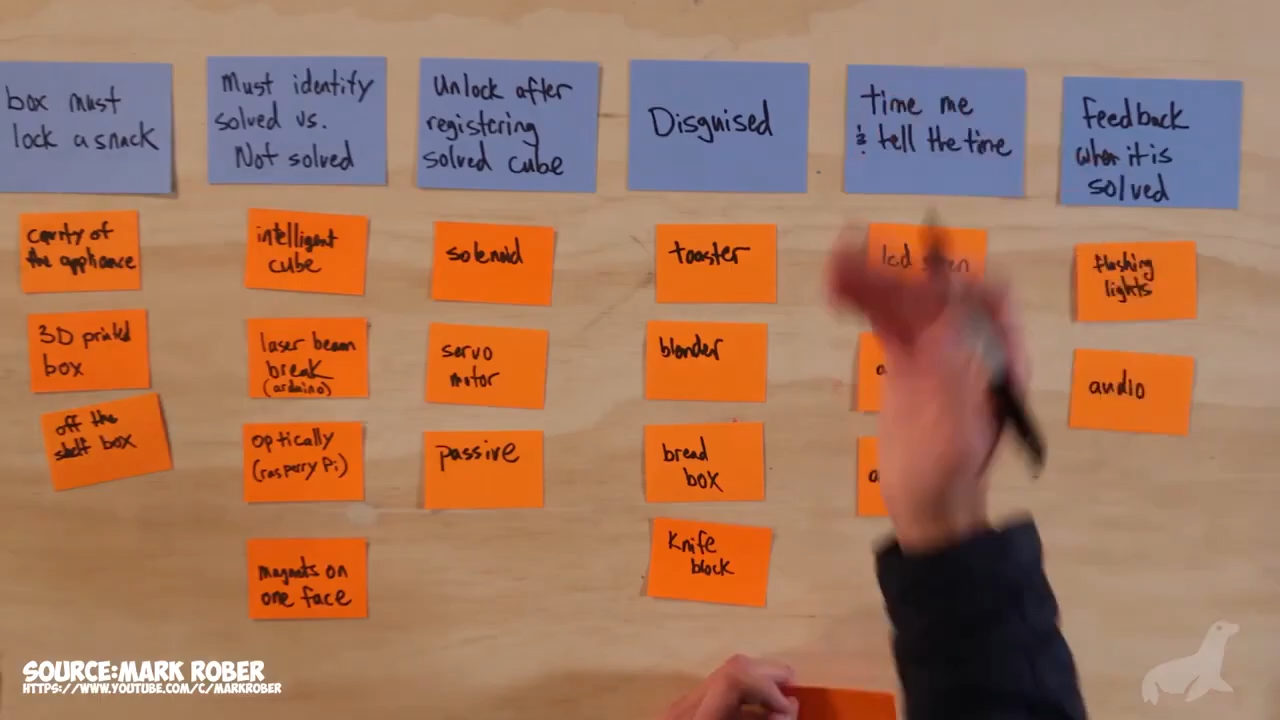 box must
lock a snack
Must identify
solved vs.
Not solved
Unlock after
registering
solved cube
Disguised
time me
& tell the time
Feedback
when it is
solved
cavity of
the appliance
3D printed
box
off the
shelf box
intelligent
cube
laser beam
break
(arduino)
optically
(rasperry Pi)
magnets on
one face
solenoid
servo
motor
passive
toaster
blender
bread
box
Knife
block
lcd
flashing
lights
audio
SOURCE:MARK ROBER
HTTPS://WWW.YOUTUBE.COM/C/MARKROBER